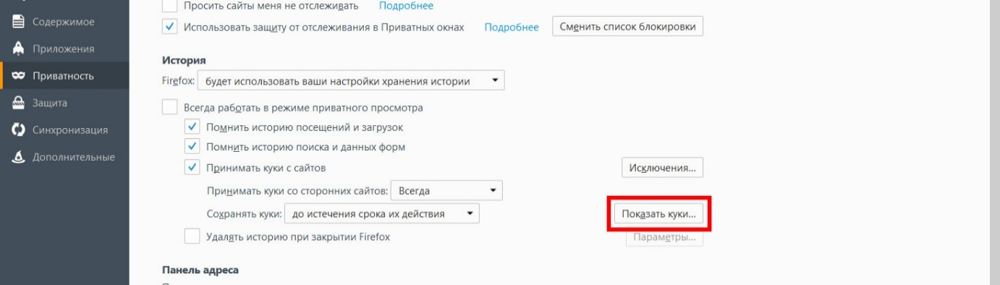 Просить сайты меня не отслеживать Подробнее
Содержимое
Использовать защиту от отслеживания в Приватных окнах Подробнее Сменить список блокировки
Приложения
История
Приватность
Firefox: будет использовать ваши настройки хранения истории
Защита
Всегда работать в режиме приватного просмотра
Синхронизация
Помнить историю посещений и загрузок
Помнить историю поиска и данных форм
Дополнительные
Принимать куки с сайтов Исключения...
Принимать куки со сторонних сайтов: Всегда
Сохранять куки: до истечения срока их действия Показать куки...
Удалять историю при закрытии Firefox Параметры...
Панель адреса